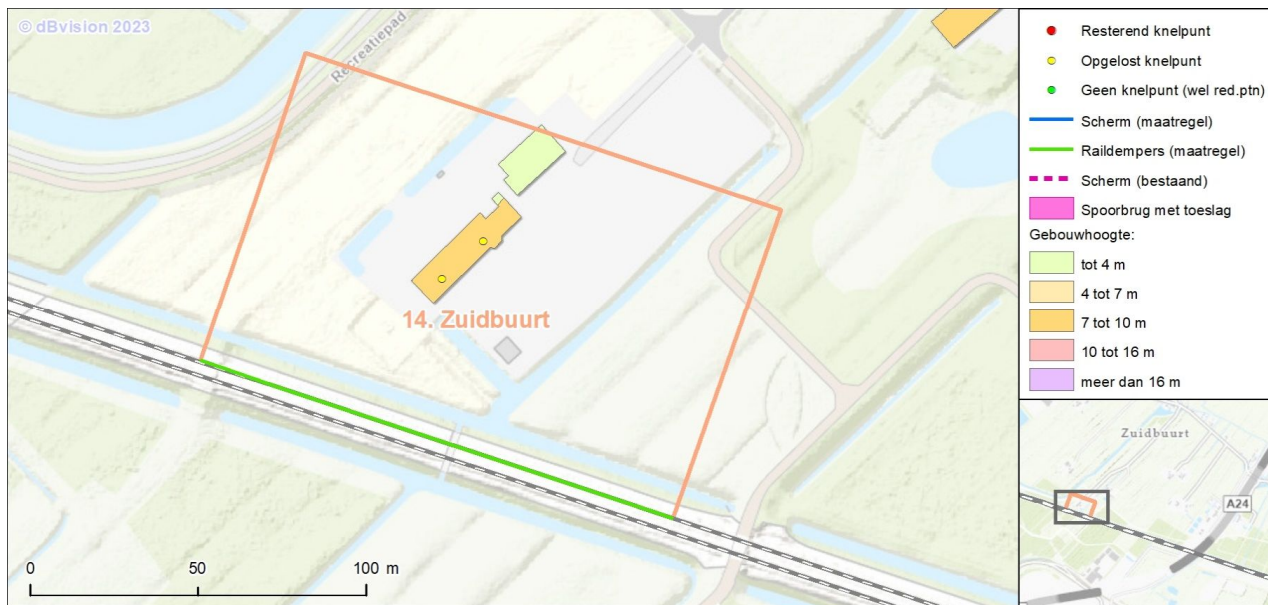 © dBvision 2023
Recreatiepad
14. Zuidbuurt
0 50 100 m
Resterend knelpunt
Opgelost knelpunt
Geen knelpunt (wel red.ptn)
Scherm (maatregel)
Raildempers (maatregel)
Scherm (bestaand)
Spoorbrug met toeslag
Gebouwhoogte:
tot 4 m
4 tot 7 m
7 tot 10 m
10 tot 16 m
meer dan 16 m
Zuidbuurt
A24